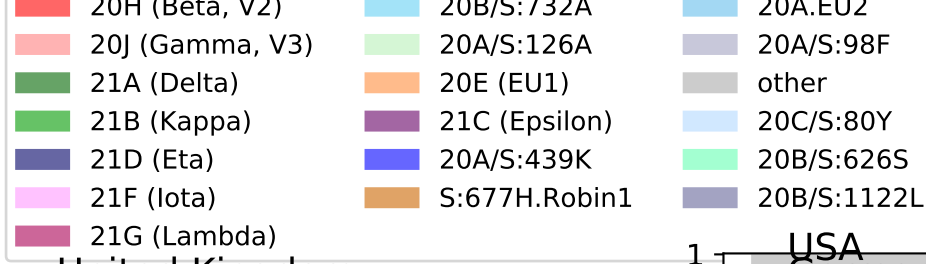 20H (Beta, V2)
20J (Gamma, V3)
21A (Delta)
21B (Kappa)
21D (Eta)
21F (Iota)
21G (Lambda)
20B/S:732A
20A/S:126A
20E (EU1)
21C (Epsilon)
20A/S:439K
S:677H.Robin1
20A.EU2
20A/S:98F
other
20C/S:80Y
20B/S:626S
20B/S:1122L
United Kingdom
1
USA